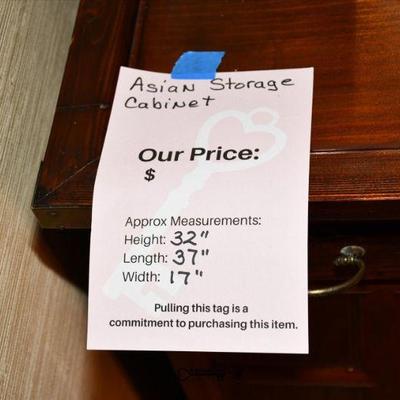 Asian Storage
Cabinet
Our Price:
$
Approx Measurements:
Height: 32"
Length: 37"
Width: 17"
Pulling this tag is a
commitment to purchasing this item.